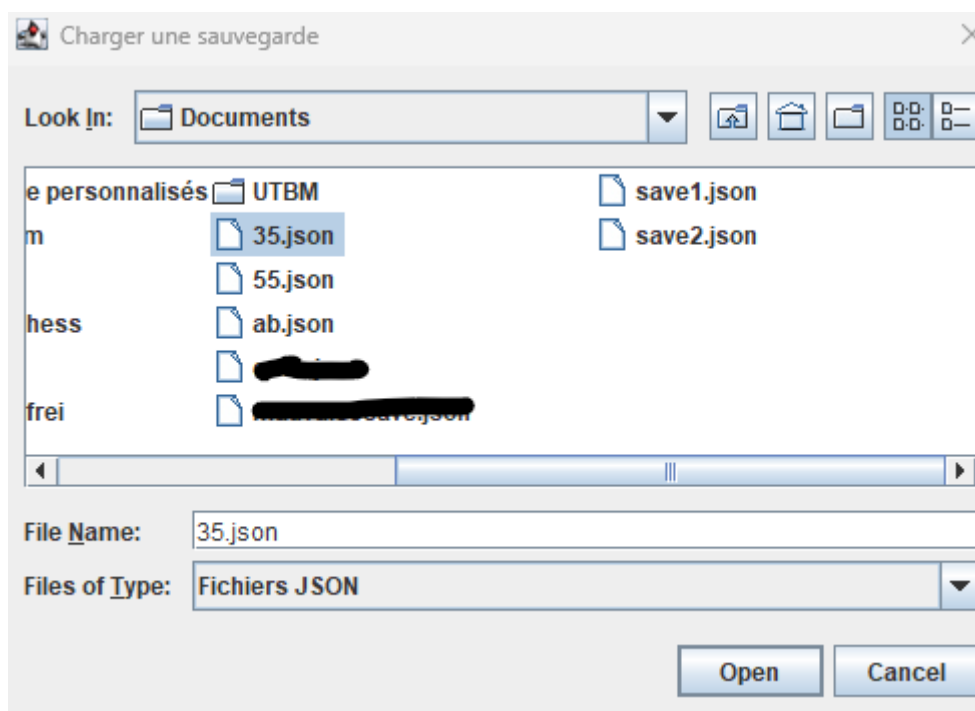 Charger une sauvegarde
Look In: Documents
e personnalisés UTBM save1.json
m 35.json save2.json
55.json
hess ab.json
frei
File Name: 35.json
Files of Type: Fichiers JSON
Open Cancel